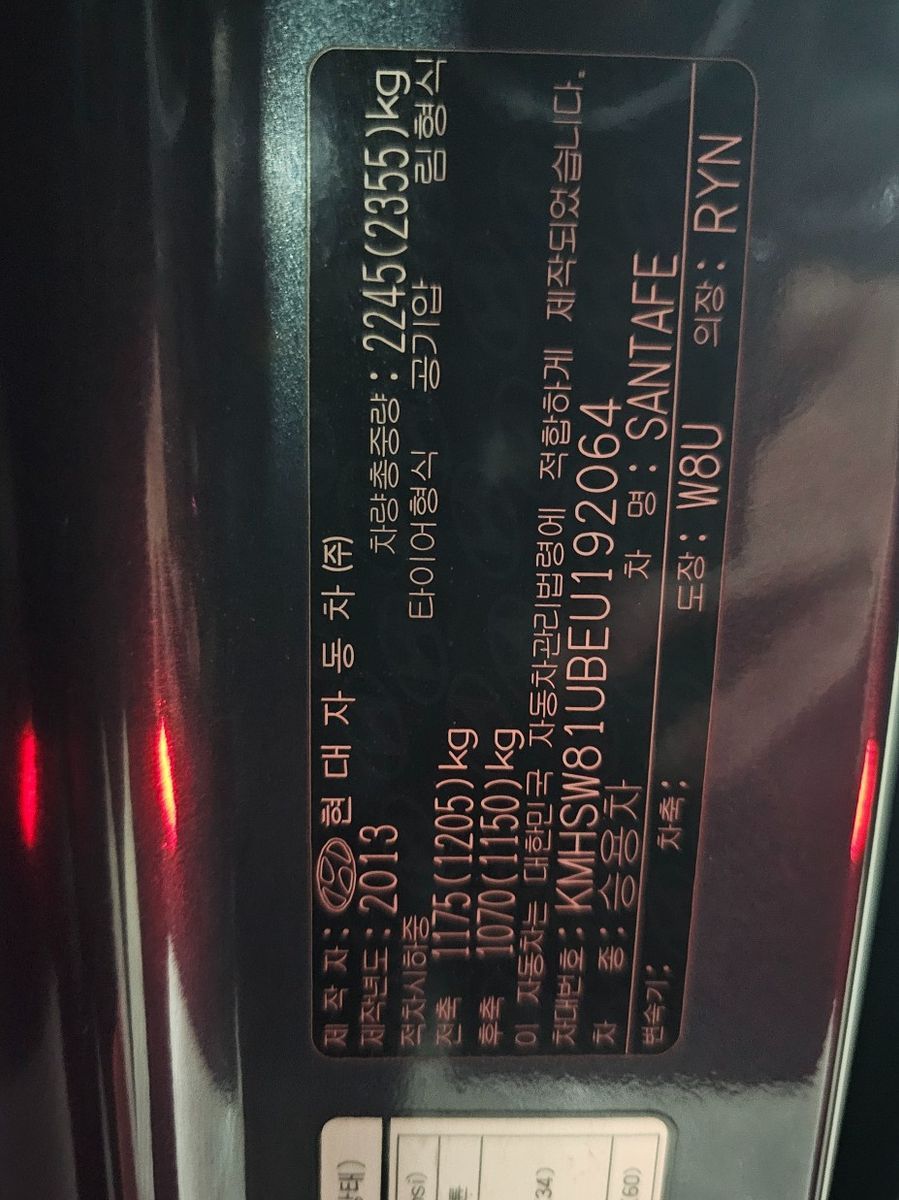 제 작 자: 현대자동차(주)
제작년도: 2013 차량총중량: 2245(2355)kg
적차시하중 타이어형식 공기압 림형식
전축 1175(1205)kg
후축 1070(1150)kg
이 자동차는 대한민국 자동차관리법령에 적합하게 제작되었습니다.
차대번호: KMHSW81UBEU192064
차 종: 승용차 차 명: SANTAFE
변속기: 차축: 도장: W8U 의장: RYN
34)
60)